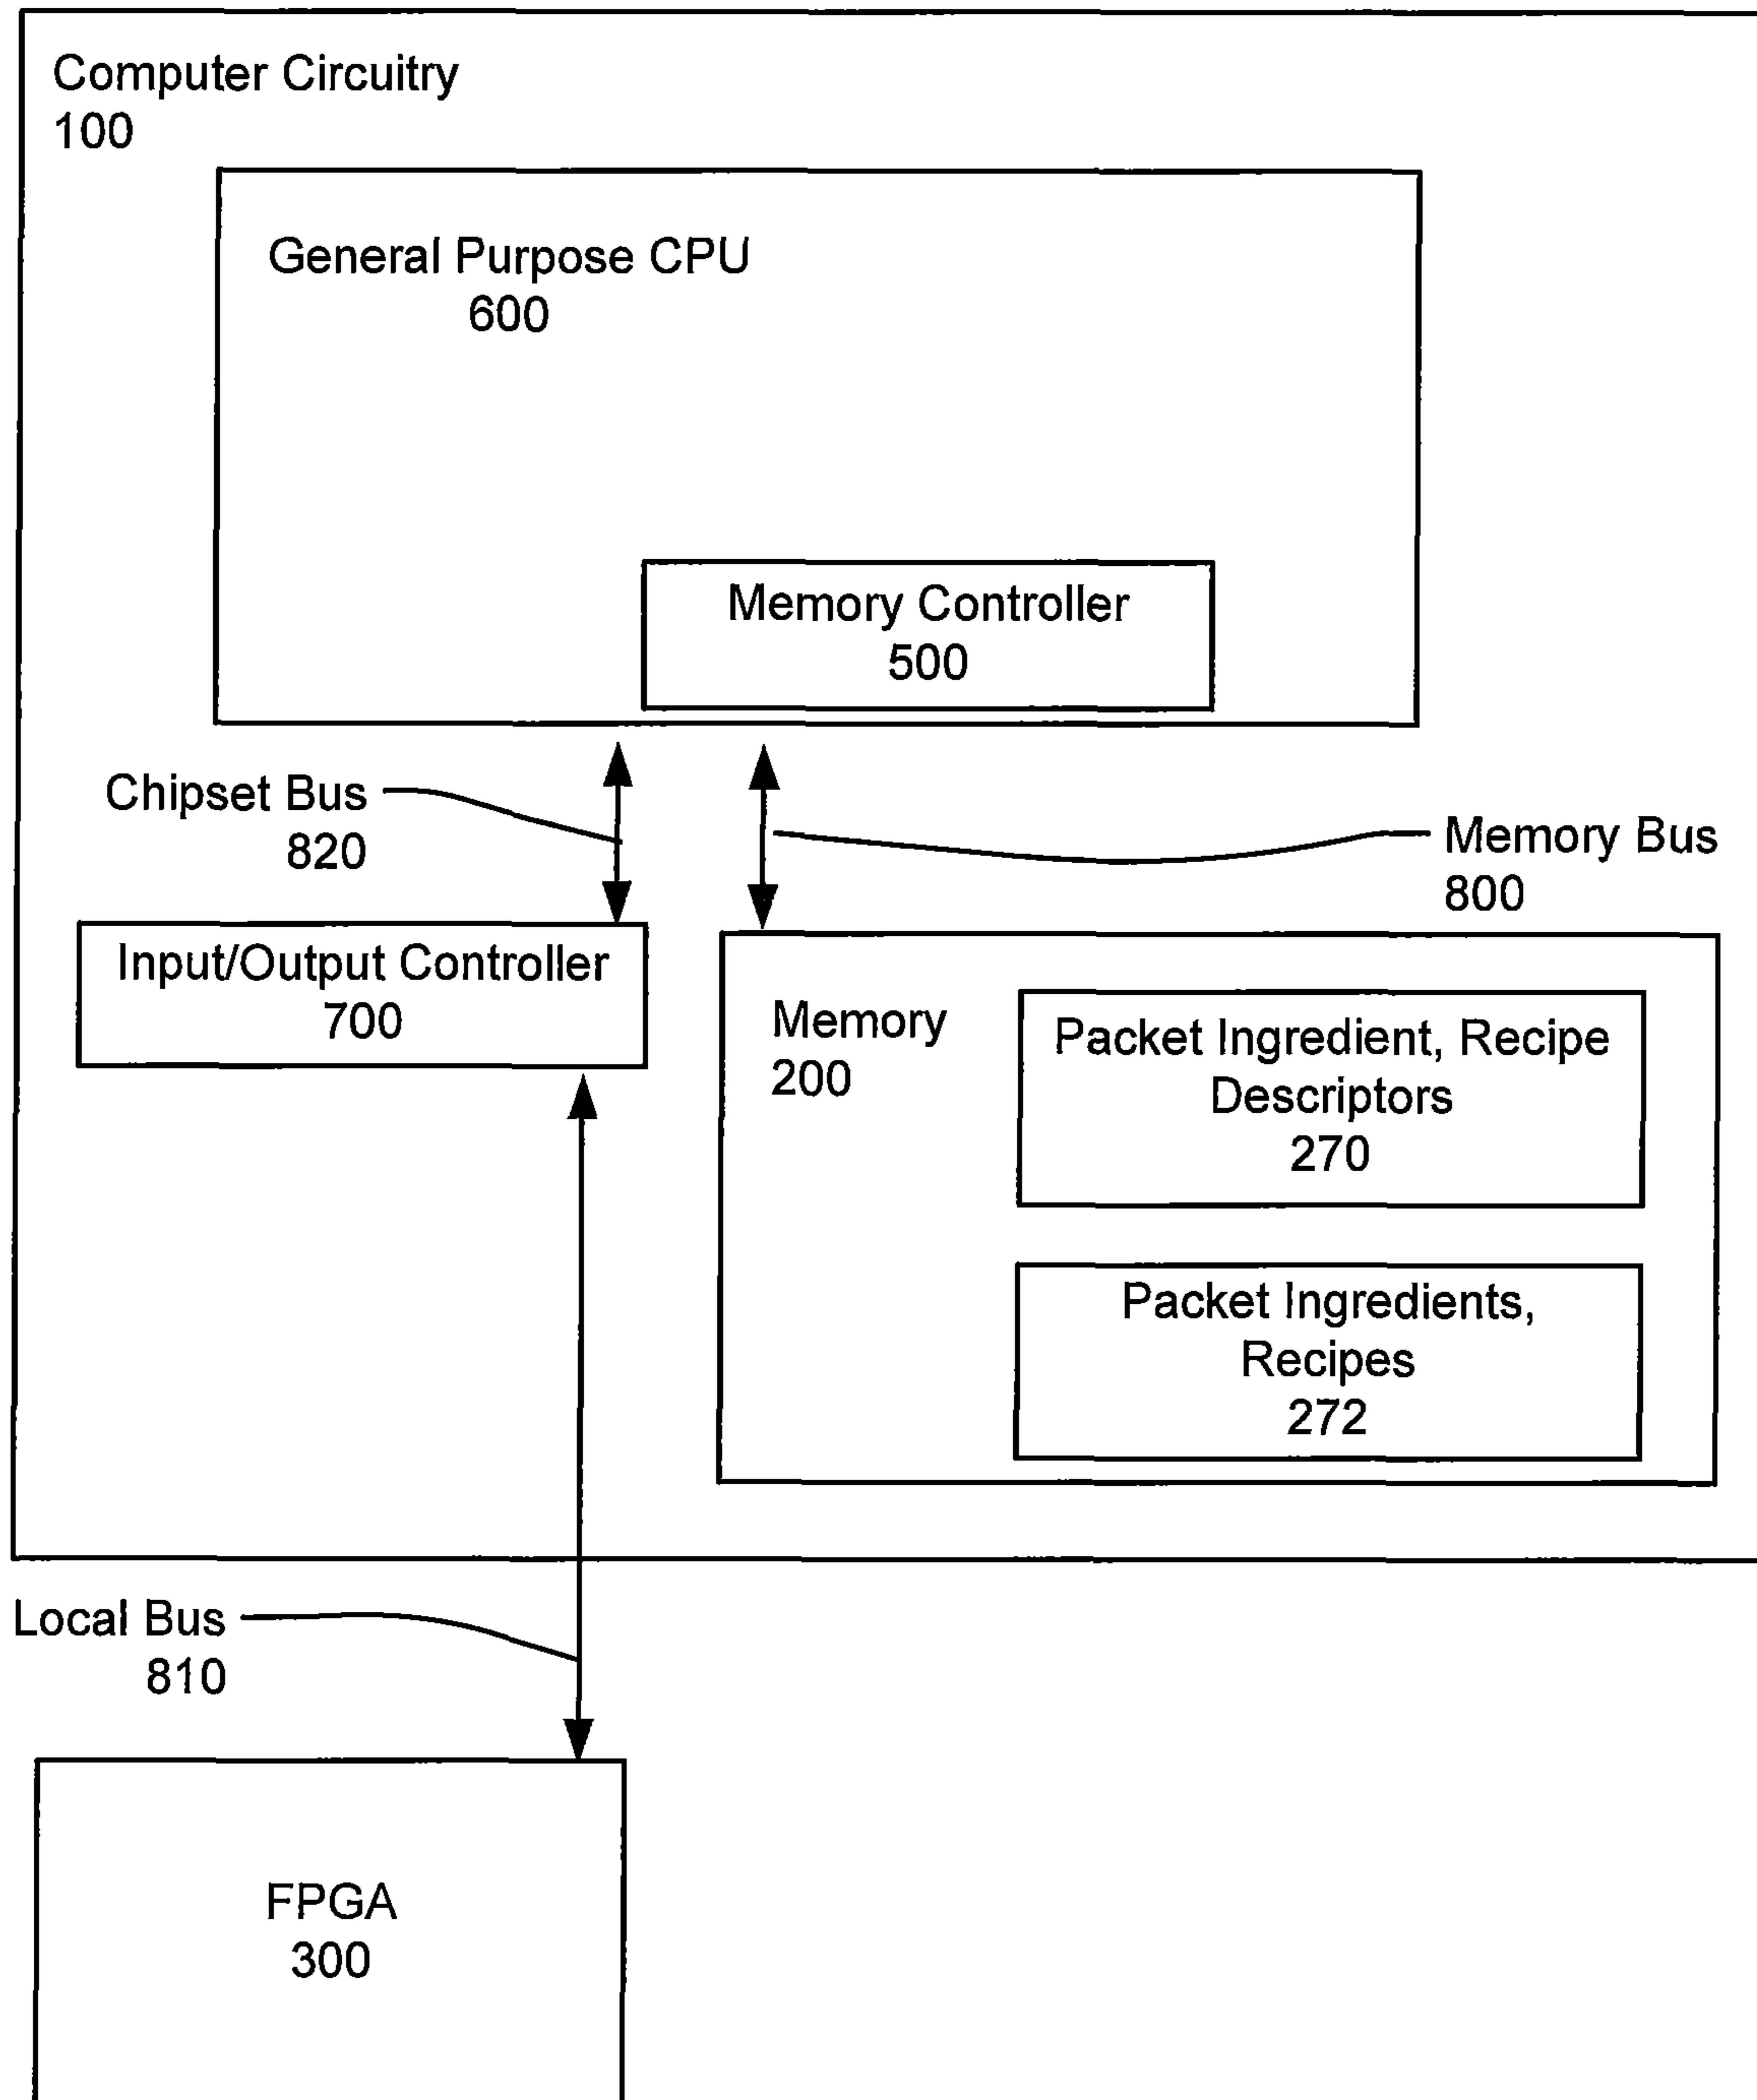 Computer Circuitry
100
General Purpose CPU
600
Memory Controller
500
Chipset Bus
820
Memory Bus
800
Input/Output Controller
700
Memory
200
Packet Ingredient, Recipe
Descriptors
270
Packet Ingredients,
Recipes
272
Local Bus
810
FPGA
300